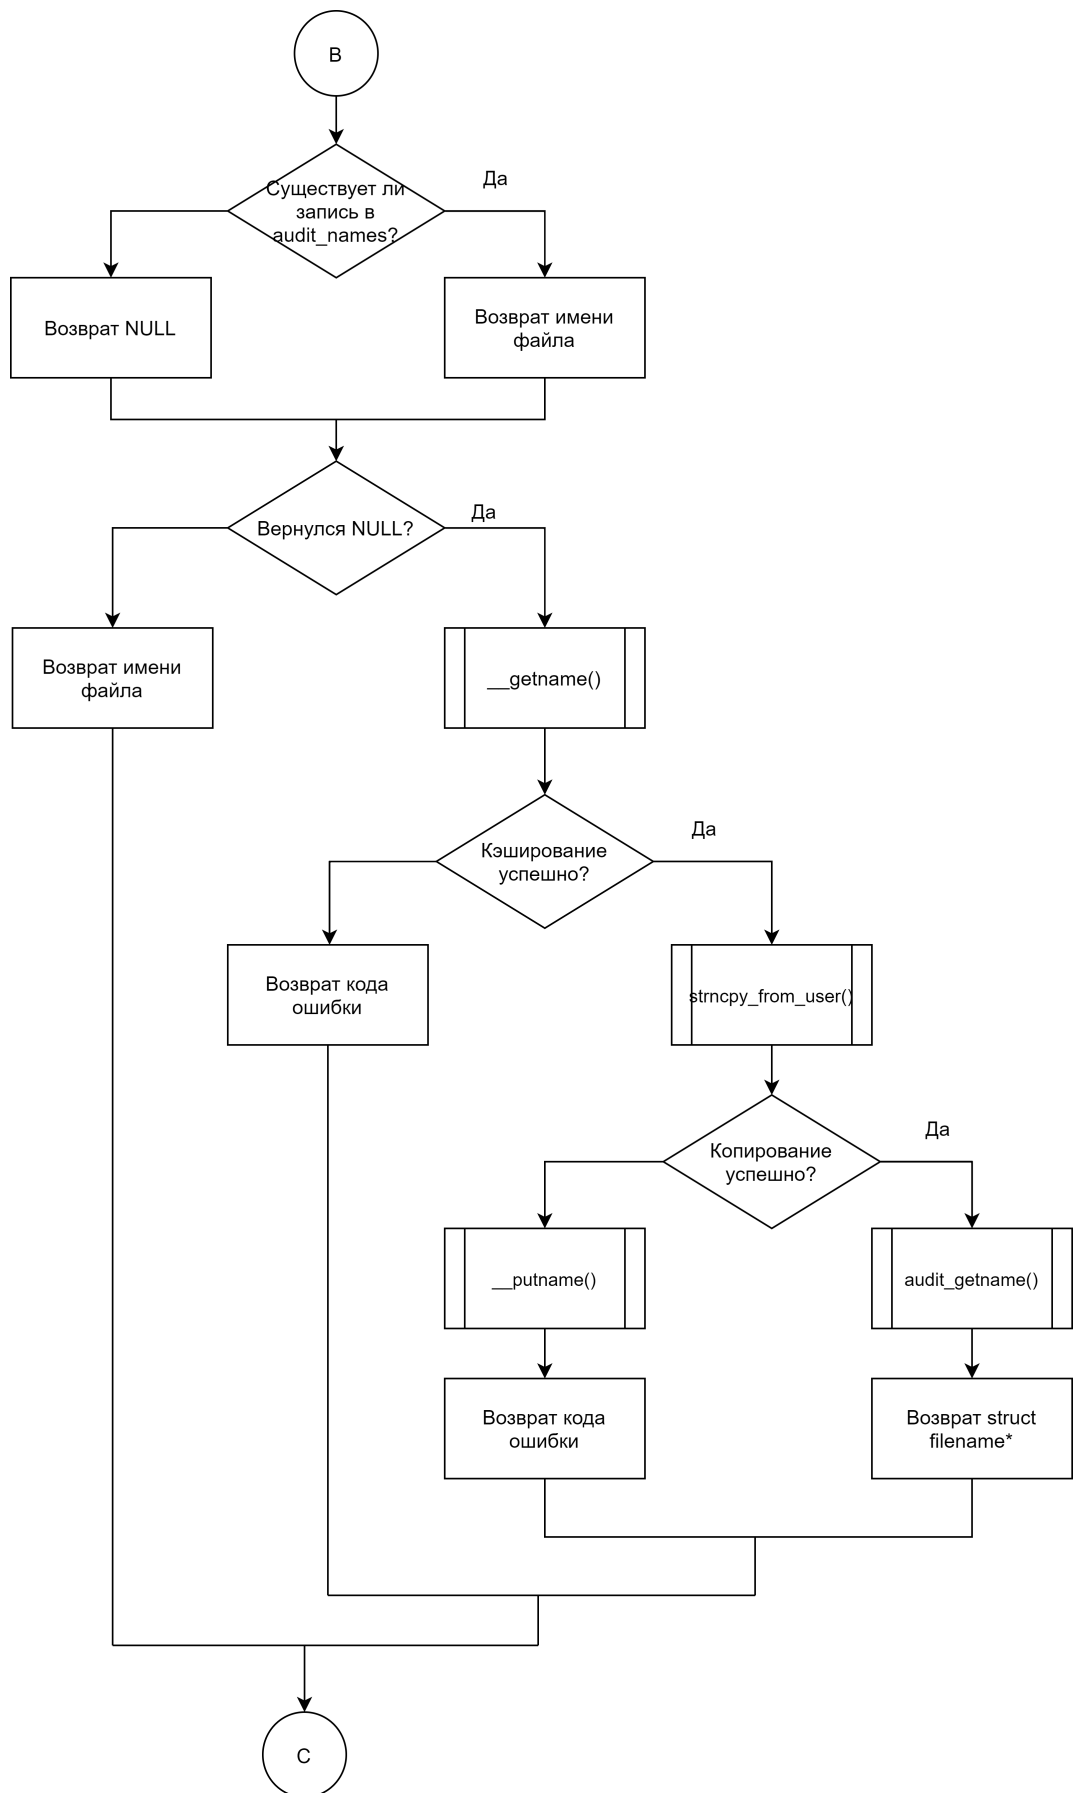 B
Да
Существует ли
запись в
audit_names?
Возврат NULL
Возврат имени
файла
Вернулся NULL?
Да
Возврат имени
файла
__getname()
Да
Кэширование
успешно?
Возврат кода
ошибки
strncpy_from_user()
Да
Копирование
успешно?
__putname()
audit_getname()
Возврат кода
ошибки
Возврат struct
filename*
C